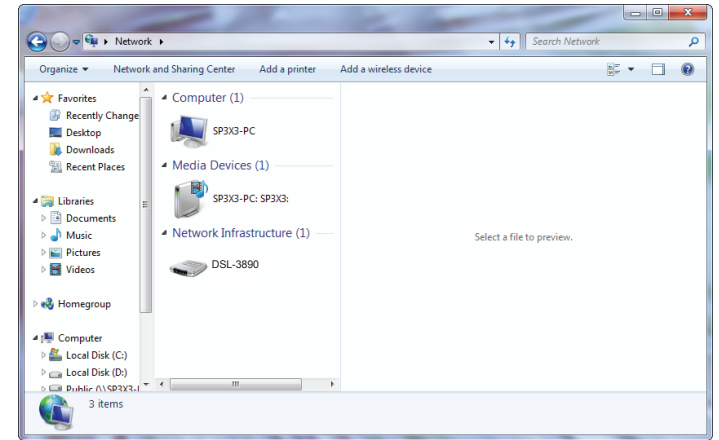 Network
Search Network
Organize Network and Sharing Center Add a printer Add a wireless device
Favorites
Recently Change
Desktop
Downloads
Recent Places
Libraries
Documents
Music
Pictures
Videos
Homegroup
Computer
Local Disk (C:)
Local Disk (D:)
Public (\\SP3X3-
Computer (1)
SP3X3-PC
Media Devices (1)
SP3X3-PC: SP3X3:
Network Infrastructure (1)
DSL-3890
Select a file to preview.
3 items